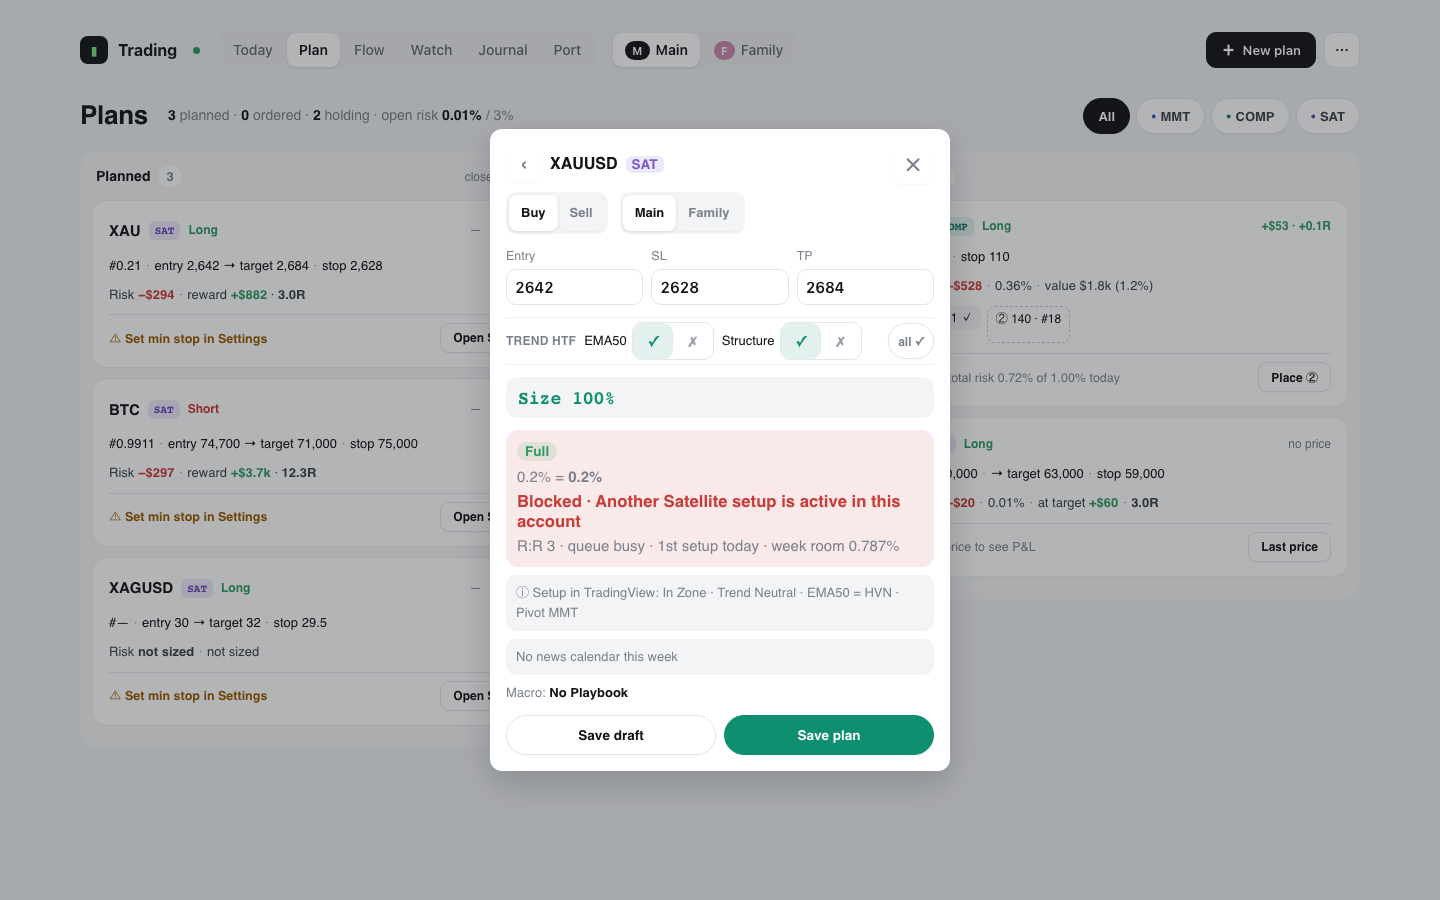 Trading
Today Plan Flow Watch Journal Port
M Main F Family
+ New plan
...
Plans 3 planned · 0 ordered · 2 holding · open risk 0.01% / 3%
All • MMT • COMP • SAT
Planned 3
XAU SAT Long —
#0.21 · entry 2,642 → target 2,684 · stop 2,628
Risk –$294 · reward +$882 · 3.0R
⚠ Set min stop in Settings Open
BTC SAT Short —
#0.9911 · entry 74,700 → target 71,000 · stop 75,000
Risk –$297 · reward +$3.7k · 12.3R
⚠ Set min stop in Settings Open
XAGUSD SAT Long —
#— · entry 30 → target 32 · stop 29.5
Risk not sized · not sized
⚠ Set min stop in Settings Open
‹ XAUUSD SAT ✕
Buy Sell Main Family
Entry SL TP
2642 2628 2684
TREND HTF EMA50 ✓ ✗ Structure ✓ ✗ all ✓
Size 100%
Full
0.2% = 0.2%
Blocked · Another Satellite setup is active in this
account
R:R 3 · queue busy · 1st setup today · week room 0.787%
ⓘ Setup in TradingView: In Zone · Trend Neutral · EMA50 = HVN ·
Pivot MMT
No news calendar this week
Macro: No Playbook
Save draft Save plan
Long +$53 · +0.1R
· stop 110
–$528 · 0.36% · value $1.8k (1.2%)
1 ✓ ② 140 · #18
total risk 0.72% of 1.00% today Place ②
Long no price
· → target 63,000 · stop 59,000
–$20 · 0.01% · at target +$60 · 3.0R
to see P&L Last price